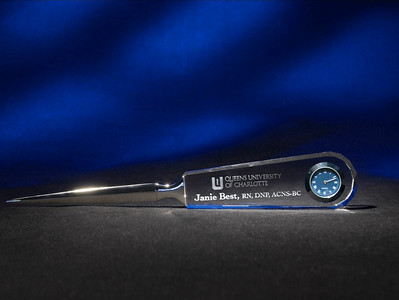 QUEENS UNIVERSITY
OF CHARLOTTE
Janie Best, RN, DNP, ACNS-BC